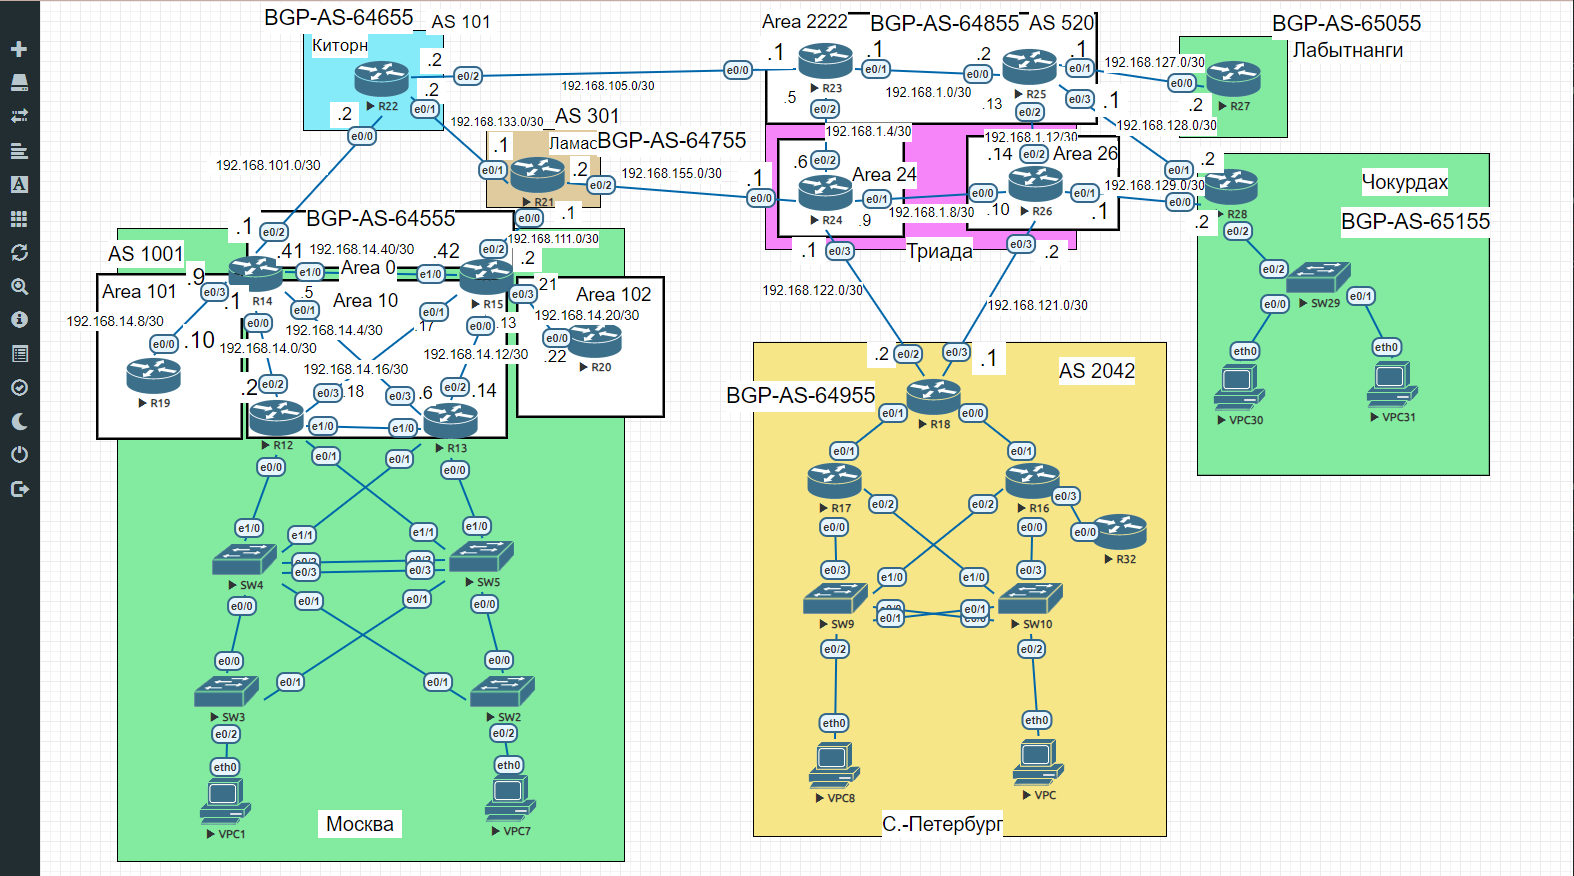 BGP-AS-64655
AS 101
Киторн
.2
e0/2
R22
.2
e0/1
.2
e0/0
192.168.105.0/30
192.168.133.0/30
192.168.101.0/30
AS 301
Ламас
BGP-AS-64755
.1
e0/1
.2
e0/2
R21
e0/0
.1
192.168.155.0/30
192.168.111.0/30
Area 2222
BGP-AS-64855
AS 520
.1
e0/0
.1
e0/1
R23
.5
e0/2
192.168.1.0/30
.2
e0/0
R25
.1
e0/1
e0/3
.1
.13
e0/2
192.168.1.4/30
192.168.1.12/30
.6
e0/2
Area 24
.1
e0/0
R24
e0/1
.9
192.168.1.8/30
.14
e0/2
Area 26
e0/0
.10
R26
e0/1
.1
.1
e0/3
Триада
e0/3
.2
BGP-AS-65055
Лабытнанги
192.168.127.0/30
e0/0
.2
R27
192.168.128.0/30
.2
e0/1
192.168.129.0/30
e0/0
.2
R28
e0/2
Чокурдах
BGP-AS-65155
e0/2
SW29
e0/0
e0/1
eth0
eth0
VPC30
VPC31
BGP-AS-64555
AS 1001
.1
e0/2
.41
192.168.14.40/30
.42
e0/2
.2
e1/0
Area 0
e1/0
R14
R15
.9
e0/3
.1
Area 101
192.168.14.8/30
e0/0
.10
R19
.5
e0/1
Area 10
e0/1
.17
e0/0
.13
e0/3
21
Area 102
192.168.14.20/30
e0/0
.22
R20
e0/0
192.168.14.0/30
192.168.14.4/30
192.168.14.12/30
192.168.14.16/30
.2
e0/2
e0/3
.18
e0/3
.6
e0/2
.14
e1/0
e1/0
R12
R13
e0/0
e0/1
e0/1
e0/0
e1/0
e1/1
e1/1
e1/0
e0/3
e0/3
SW4
SW5
e0/0
e0/1
e0/1
e0/0
e0/0
e0/1
e0/1
e0/0
SW3
SW2
e0/2
e0/2
eth0
eth0
VPC1
VPC7
Москва
192.168.122.0/30
192.168.121.0/30
.2
e0/2
e0/3
.1
AS 2042
BGP-AS-64955
R18
e0/1
e0/0
e0/1
e0/1
R17
R16
e0/2
e0/2
e0/3
e0/0
e0/0
e0/0
R32
e0/3
e1/0
e1/0
e0/3
e0/1
e0/1
SW9
SW10
e0/2
e0/2
eth0
eth0
VPC8
VPC
С.-Петербург